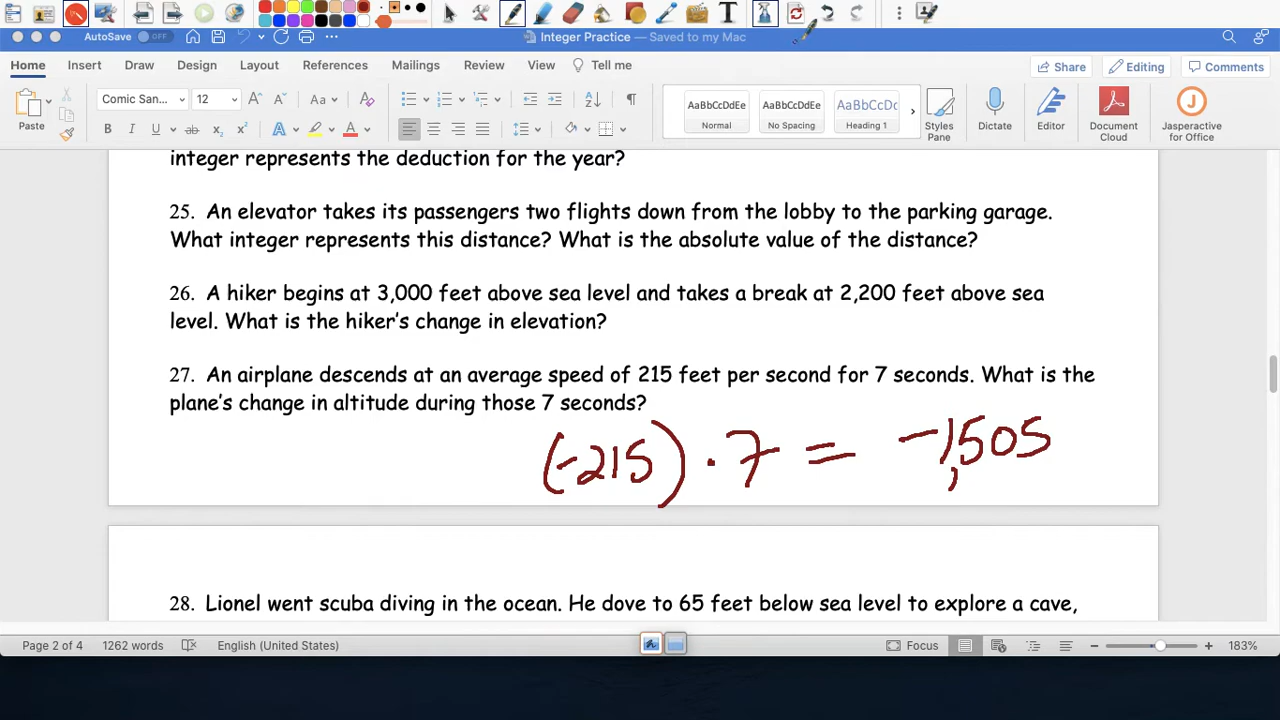 AutoSave OFF
Integer Practice — Saved to my Mac
Home Insert Draw Design Layout References Mailings Review View Tell me Share Editing Comments
Paste
Comic San... 12 A^ Aˇ Aa
B I U ab x₂ x² A A
AaBbCcDdEe AaBbCcDdEe AaBbCcDc
Normal No Spacing Heading 1
Styles Pane
Dictate
Editor
Document Cloud
Jasperactive for Office
integer represents the deduction for the year?
25. An elevator takes its passengers two flights down from the lobby to the parking garage.
What integer represents this distance? What is the absolute value of the distance?
26. A hiker begins at 3,000 feet above sea level and takes a break at 2,200 feet above sea
level. What is the hiker's change in elevation?
27. An airplane descends at an average speed of 215 feet per second for 7 seconds. What is the
plane's change in altitude during those 7 seconds?
(-215) · 7 = -1,505
28. Lionel went scuba diving in the ocean. He dove to 65 feet below sea level to explore a cave,
Page 2 of 4 1262 words English (United States) Focus 183%